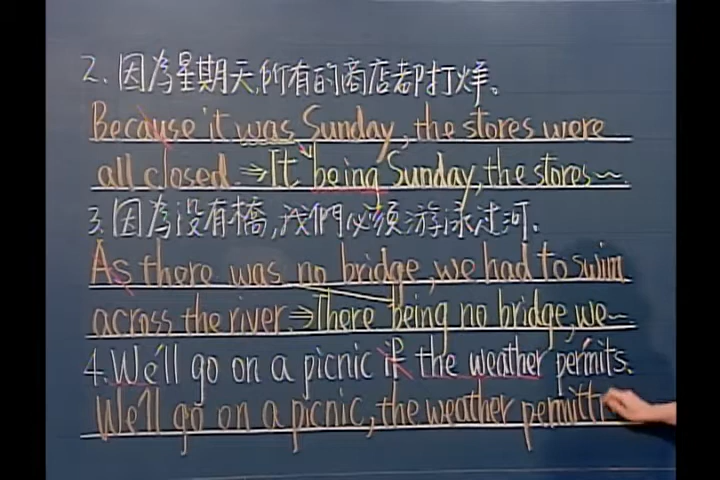 2. 因為星期天,所有的商店都打烊。
Because it was Sunday, the stores were
all closed. ⇒ It being Sunday, the stores ~
3. 因為没有橋,我們必須游泳过河.
As there was no bridge, we had to swim
across the river. ⇒ There being no bridge, we ~
4. We'll go on a picnic if the weather permits.
We'll go on a picnic, the weather permitt